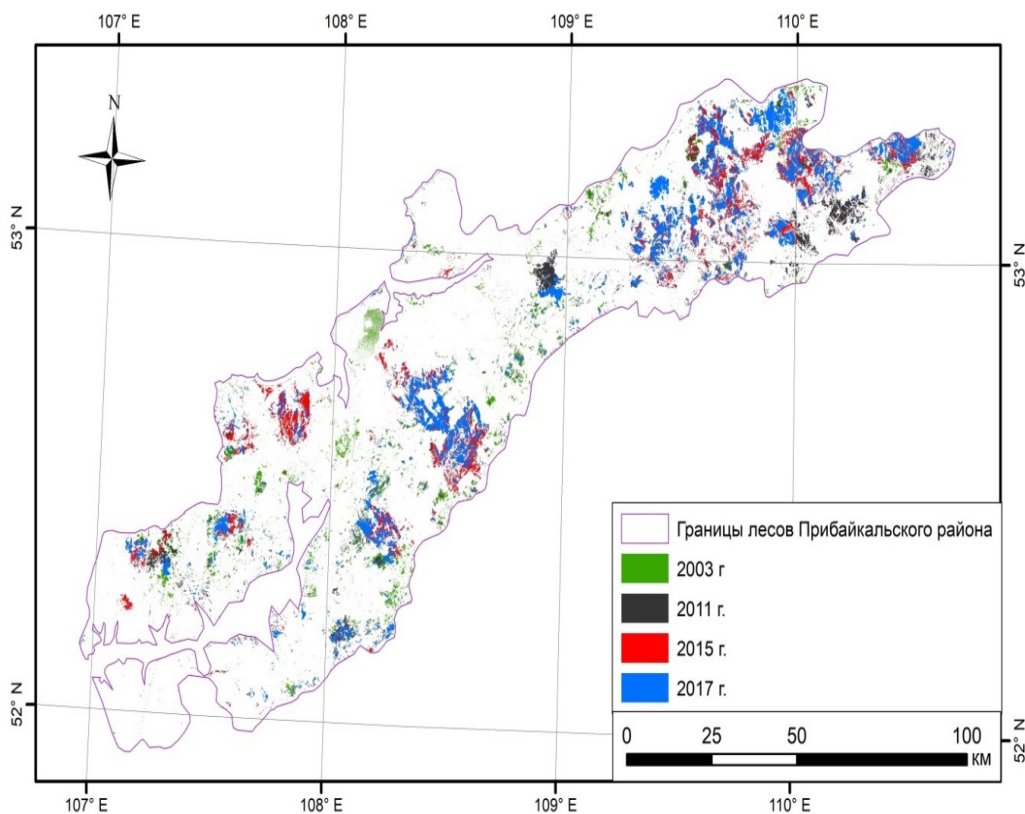 107° E 108° E 109° E 110° E
N
53° N
53° N
52° N
52° N
Границы лесов Прибайкальского района
2003 г
2011 г.
2015 г.
2017 г.
0 25 50 100
КМ
107° E 108° E 109° E 110° E